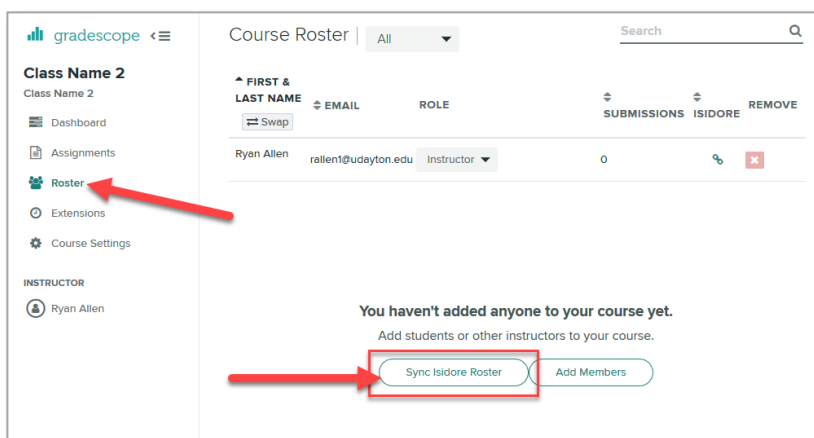 gradescope
Class Name 2
Class Name 2
Dashboard
Assignments
Roster
Extensions
Course Settings
INSTRUCTOR
Ryan Allen
Course Roster | All
Search
FIRST &
LAST NAME
Swap
EMAIL
ROLE
SUBMISSIONS
ISIDORE
REMOVE
Ryan Allen rallen1@udayton.edu Instructor 0
You haven't added anyone to your course yet.
Add students or other instructors to your course.
Sync Isidore Roster Add Members